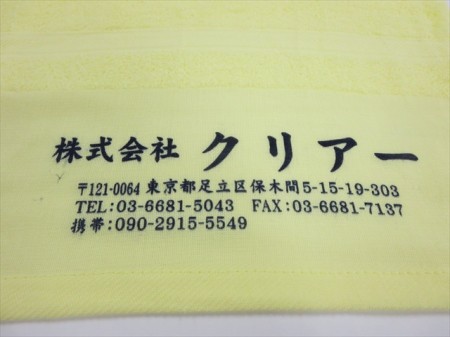 株式会社 クリアー
〒121-0064 東京都足立区保木間5-15-19-303
TEL:03-6681-5043 FAX:03-6681-7137
携帯:090-2915-5549